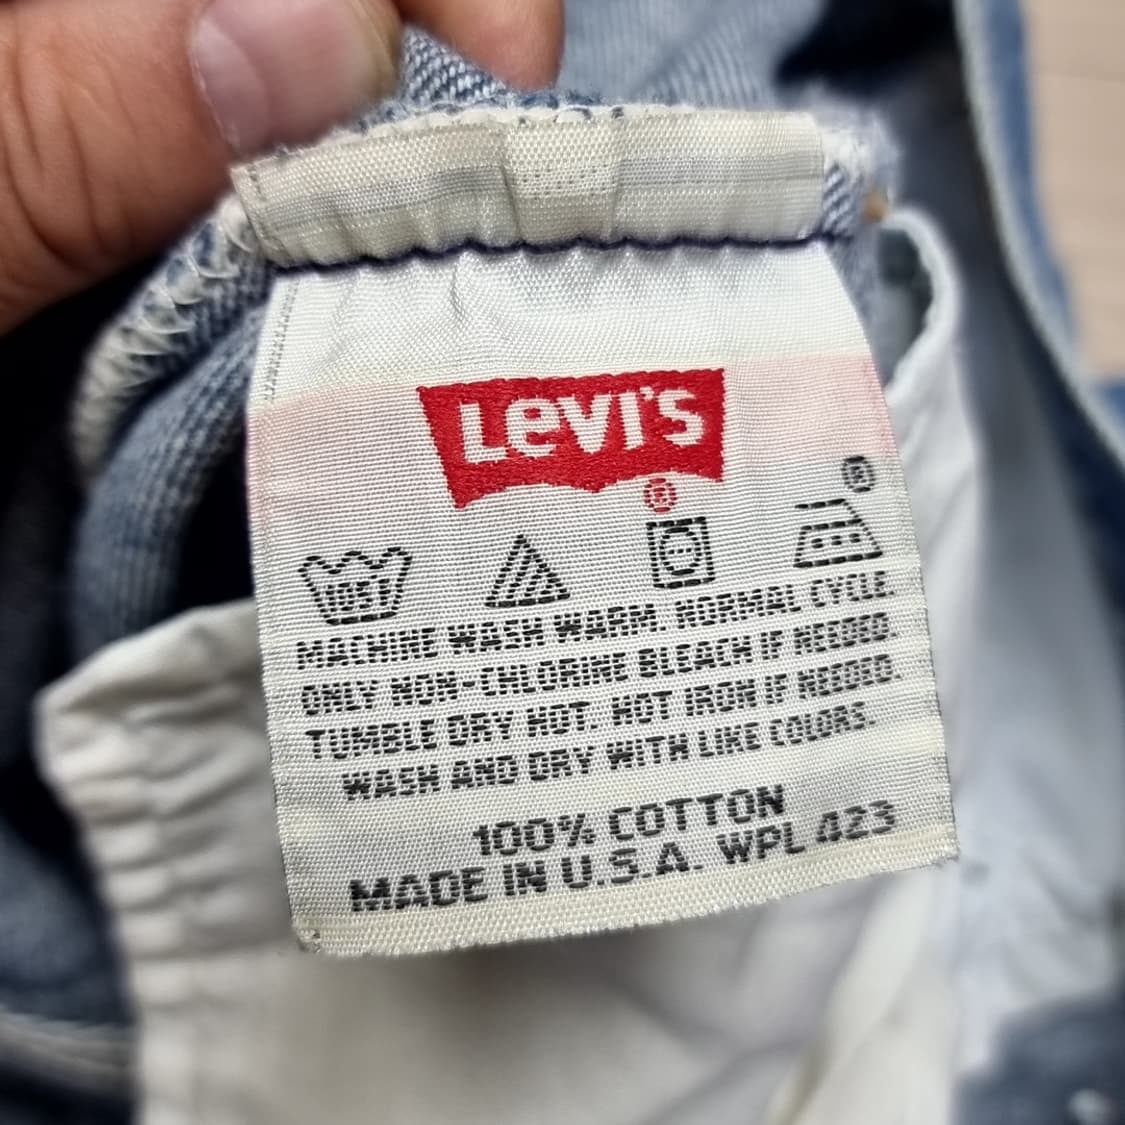 LEVI'S
®
®
105F
MACHINE WASH WARM. NORMAL CYCLE.
ONLY NON-CHLORINE BLEACH IF NEEDED.
TUMBLE DRY HOT. HOT IRON IF NEEDED.
WASH AND DRY WITH LIKE COLORS.
100% COTTON
MADE IN U.S.A. WPL 423